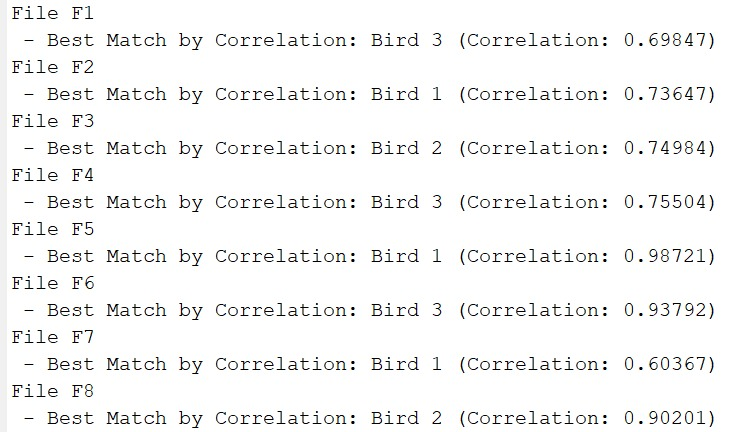 File F1
 - Best Match by Correlation: Bird 3 (Correlation: 0.69847)
File F2
 - Best Match by Correlation: Bird 1 (Correlation: 0.73647)
File F3
 - Best Match by Correlation: Bird 2 (Correlation: 0.74984)
File F4
 - Best Match by Correlation: Bird 3 (Correlation: 0.75504)
File F5
 - Best Match by Correlation: Bird 1 (Correlation: 0.98721)
File F6
 - Best Match by Correlation: Bird 3 (Correlation: 0.93792)
File F7
 - Best Match by Correlation: Bird 1 (Correlation: 0.60367)
File F8
 - Best Match by Correlation: Bird 2 (Correlation: 0.90201)